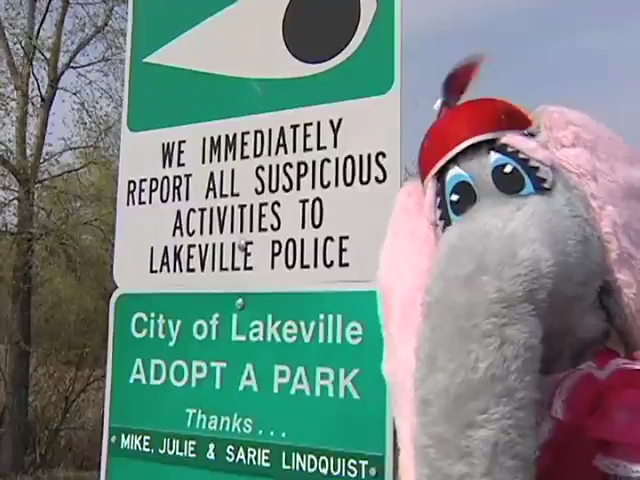 WE IMMEDIATELY
REPORT ALL SUSPICIOUS
ACTIVITIES TO
LAKEVILLE POLICE
City of Lakeville
ADOPT A PARK
Thanks...
MIKE, JULIE & SARIE LINDQUIST